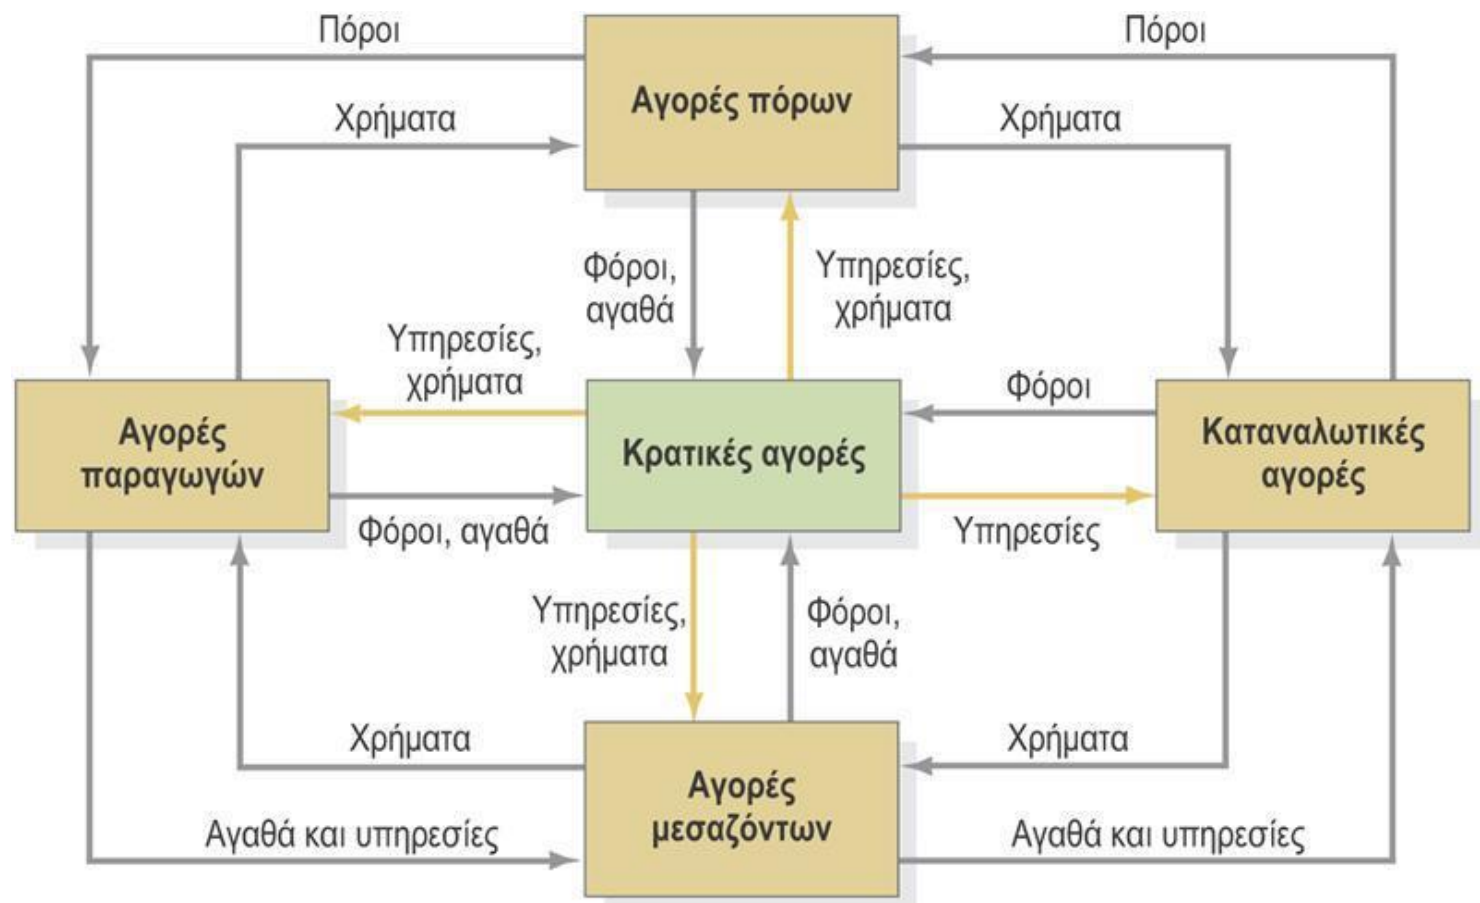 Πόροι
Πόροι
Αγορές πόρων
Χρήματα
Χρήματα
Φόροι,
αγαθά
Υπηρεσίες,
χρήματα
Υπηρεσίες,
χρήματα
Φόροι
Αγορές
παραγωγών
Κρατικές αγορές
Καταναλωτικές
αγορές
Φόροι, αγαθά
Υπηρεσίες
Υπηρεσίες,
χρήματα
Φόροι,
αγαθά
Χρήματα
Χρήματα
Αγορές
μεσαζόντων
Αγαθά και υπηρεσίες
Αγαθά και υπηρεσίες